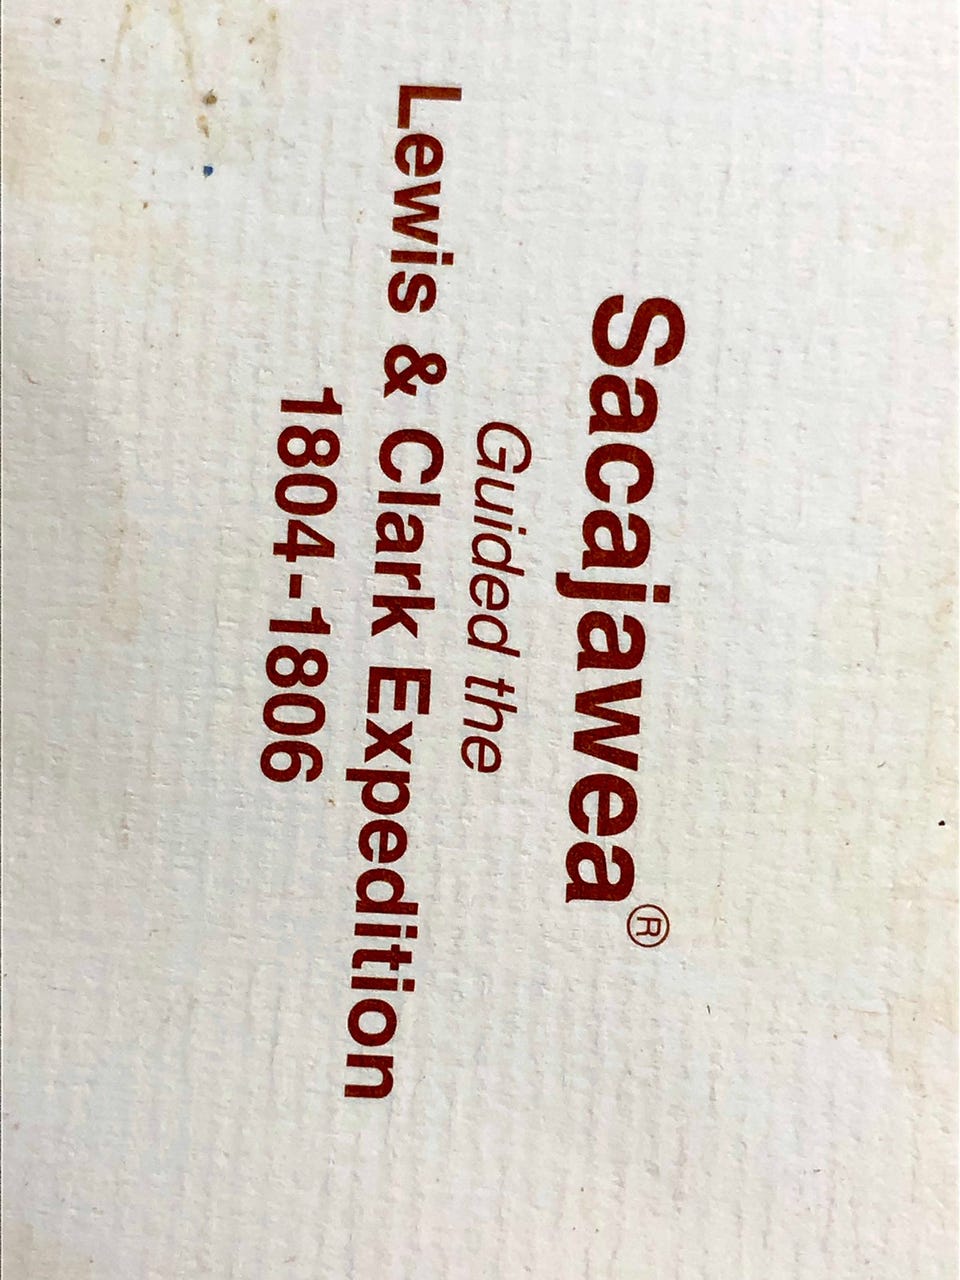 Sacajawea®
Guided the
Lewis & Clark Expedition
1804-1806